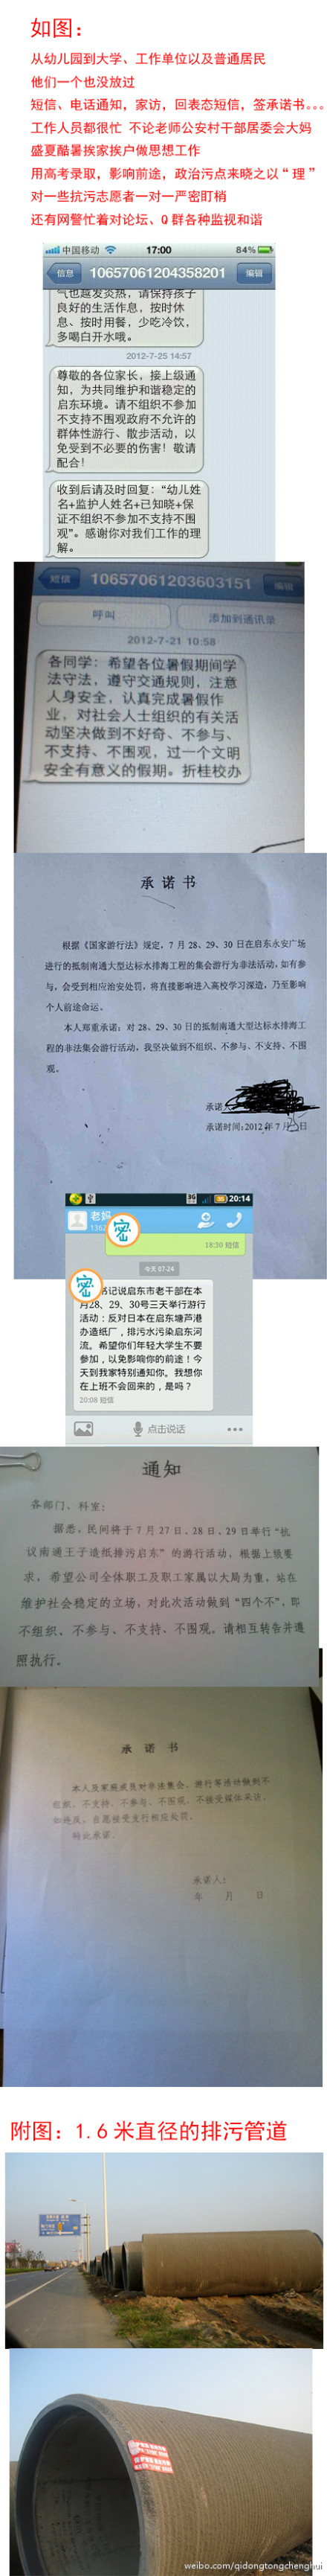 如图：
从幼儿园到大学、工作单位以及普通居民
他们一个也没放过
短信、电话通知，家访，回表态短信，签承诺书。。。
工作人员都很忙 不论老师公安村干部居委会大妈
盛夏酷暑挨家挨户做思想工作
用高考录取，影响前途，政治污点来晓之以“理”
对一些抗污志愿者一对一严密盯梢
还有网警忙着对论坛、Q群各种监视和谐
中国移动 17:00 84%
信息 10657061204358201 编辑
气也越发炎热，请保持孩子
良好的生活作息，按时休
息、按时用餐，少吃冷饮，
多喝白开水哦。
2012-7-25 14:57
尊敬的各位家长，接上级通
知，为共同维护和谐稳定的
启东环境。请不组织不参加
不支持不围观政府不允许的
群体性游行、散步活动，以
免受到不必要的伤害！敬请
配合！
收到后请及时回复：“幼儿姓
名+监护人姓名+已知晓+保
证不组织不参加不支持不围
观”。感谢你对我们工作的理
解。
短信 10657061203603151 编辑
呼叫 添加到通讯录
2012-7-21 10:58
各同学：希望各位暑假期间学
法守法，遵守交通规则，注意
人身安全，认真完成暑假作
业，对社会人士组织的有关活
动坚决做到不好奇、不参与、
不支持、不围观，过一个文明
安全有意义的假期。折桂校办
承诺书
根据《国家游行法》规定，7月28、29、30日在启东永安广场
进行的抵制南通大型达标水排海工程的集会游行为非法活动，如有参
与，会受到相应治安处罚，将直接影响进入高校学习深造，乃至影响
个人前途命运。
本人郑重承诺：对28、29、30日的抵制南通大型达标水排海工
程的非法集会游行活动，我坚决做到不组织、不参与、不支持、不围
观。
承诺人
承诺时间：2012年7月 日
3G 20:14
老妈
密
18:30 短信
今天 07-24
密
书记说启东市老干部在本
月28、29、30号三天举行游行
活动：反对日本在启东塘芦港
办造纸厂，排污水污染启东河
流。希望你们年轻大学生不要
参加，以免影响你的前途！今
天到我家特别通知你。我想你
在上班不会回来的，是吗？
20:08 短信
点击说话
通知
各部门、科室：
据悉，民间将于7月27日、28日、29日举行“抗
议南通王子造纸排污启东”的游行活动，根据上级要
求，希望公司全体职工及职工家属以大局为重，站在
维护社会稳定的立场，对此次活动做到“四个不”，即
不组织、不参与、不支持、不围观。请相互转告并遵
照执行。
承诺书
本人及家庭成员对非法集会、游行等活动做到不
组织、不支持、不参与、不围观、不接受媒体采访，
如违反，自愿接受支行相应处罚。
特此承诺。
承诺人：
年 月 日
附图：1.6米直径的排污管道
weibo.com/qidongtongchenghui